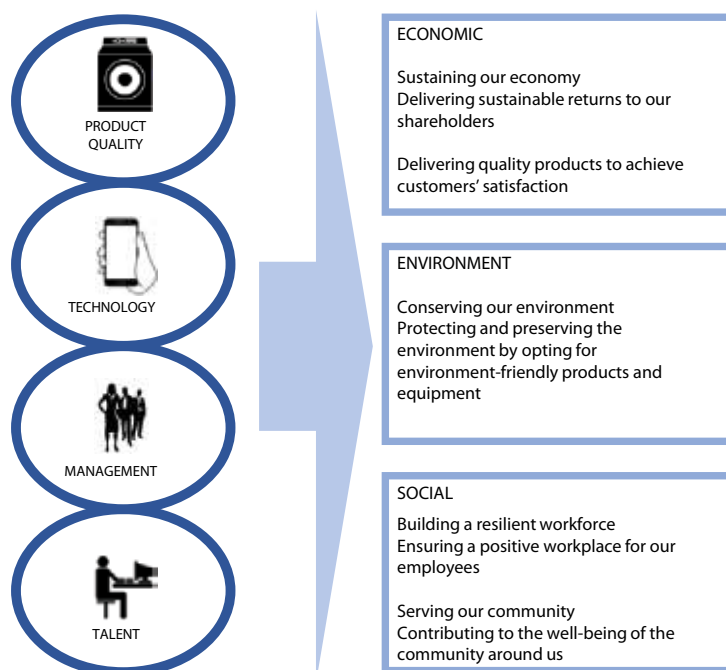 PRODUCT
QUALITY
TECHNOLOGY
MANAGEMENT
TALENT
ECONOMIC
Sustaining our economy
Delivering sustainable returns to our
shareholders
Delivering quality products to achieve
customers’ satisfaction
ENVIRONMENT
Conserving our environment
Protecting and preserving the
environment by opting for
environment-friendly products and
equipment
SOCIAL
Building a resilient workforce
Ensuring a positive workplace for our
employees
Serving our community
Contributing to the well-being of the
community around us